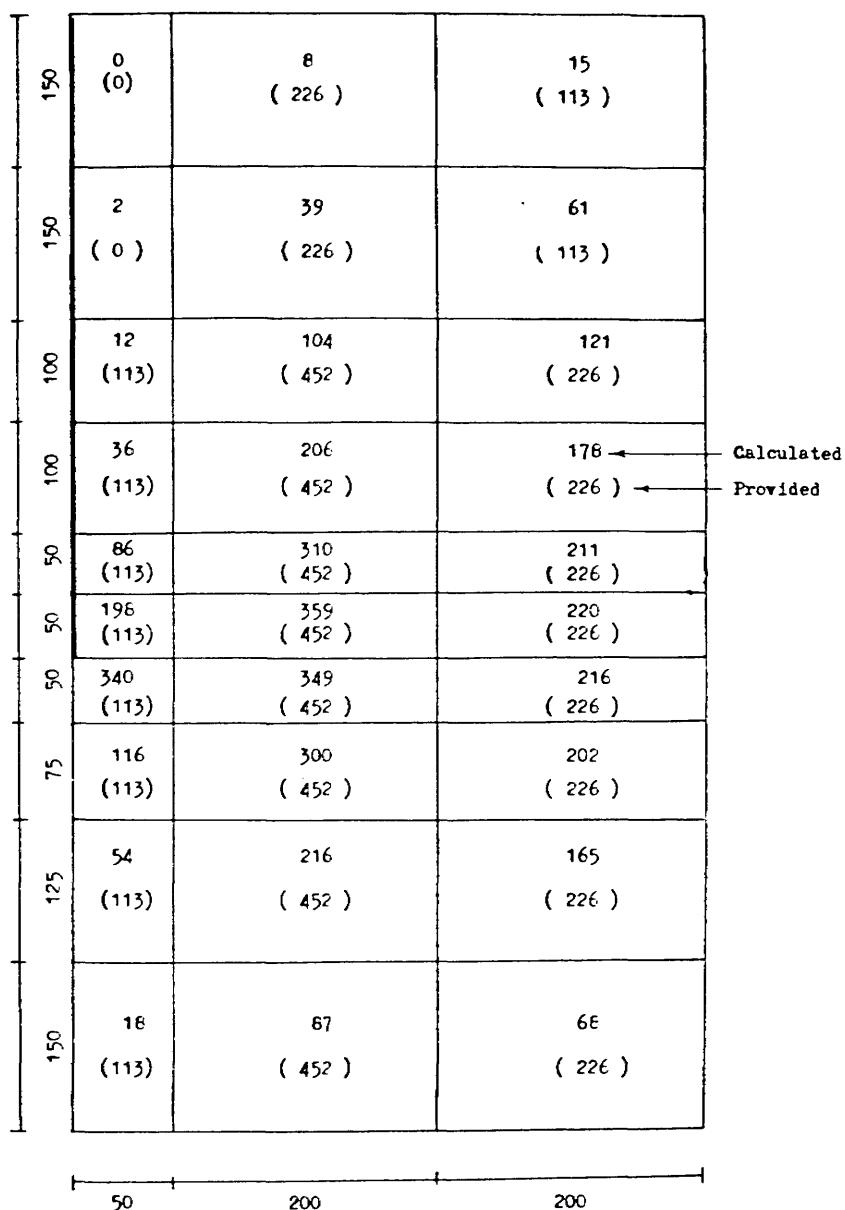 150 0 8 15
(0) ( 226 ) ( 113 )
150 2 39 61
( 0 ) ( 226 ) ( 113 )
100 12 104 121
(113) ( 452 ) ( 226 )
100 36 206 178 Calculated
(113) ( 452 ) ( 226 ) Provided
50 86 310 211
(113) ( 452 ) ( 226 )
50 198 359 220
(113) ( 452 ) ( 226 )
50 340 349 216
(113) ( 452 ) ( 226 )
75 116 300 202
(113) ( 452 ) ( 226 )
125 54 216 165
(113) ( 452 ) ( 226 )
150 18 87 68
(113) ( 452 ) ( 226 )
50 200 200